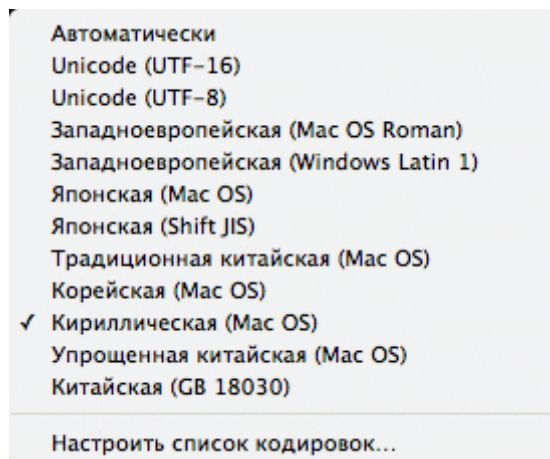 Автоматически
Unicode (UTF-16)
Unicode (UTF-8)
Западноевропейская (Mac OS Roman)
Западноевропейская (Windows Latin 1)
Японская (Mac OS)
Японская (Shift JIS)
Традиционная китайская (Mac OS)
Корейская (Mac OS)
✓ Кириллическая (Mac OS)
Упрощенная китайская (Mac OS)
Китайская (GB 18030)
Настроить список кодировок...